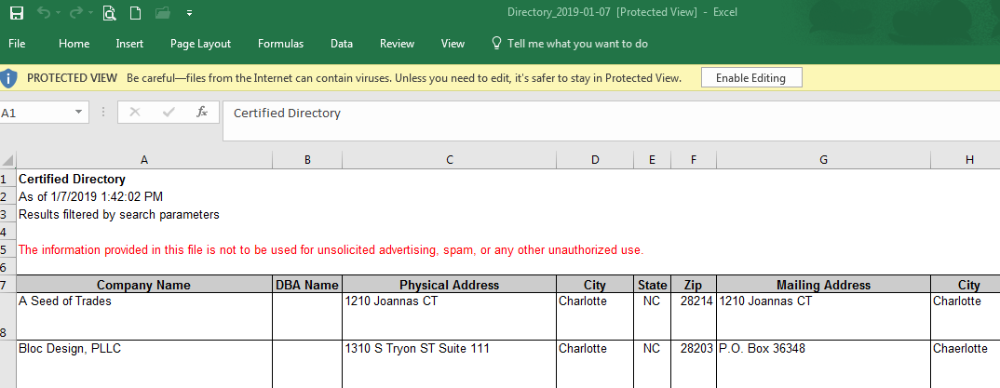 Directory_2019-01-07 [Protected View] - Excel
File Home Insert Page Layout Formulas Data Review View Tell me what you want to do
PROTECTED VIEW Be careful—files from the Internet can contain viruses. Unless you need to edit, it's safer to stay in Protected View. Enable Editing
A1 fx Certified Directory
A B C D E F G H
1 Certified Directory
2 As of 1/7/2019 1:42:02 PM
3 Results filtered by search parameters
4
5 The information provided in this file is not to be used for unsolicited advertising, spam, or any other unauthorized use.
6
7 Company Name DBA Name Physical Address City State Zip Mailing Address City
A Seed of Trades 1210 Joannas CT Charlotte NC 28214 1210 Joannas CT Charlotte
8
Bloc Design, PLLC 1310 S Tryon ST Suite 111 Charlotte NC 28203 P.O. Box 36348 Chaerlotte